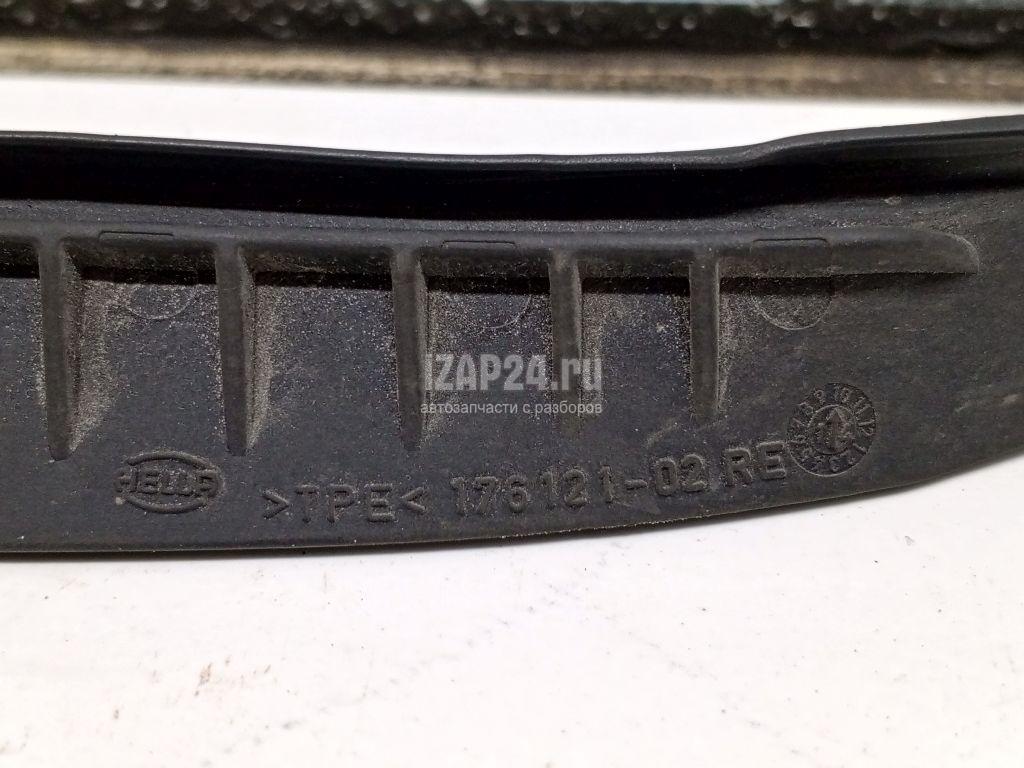 iZAP24.ru
автозапчасти с разборов
HELLA >TPE< 176121-02 RE